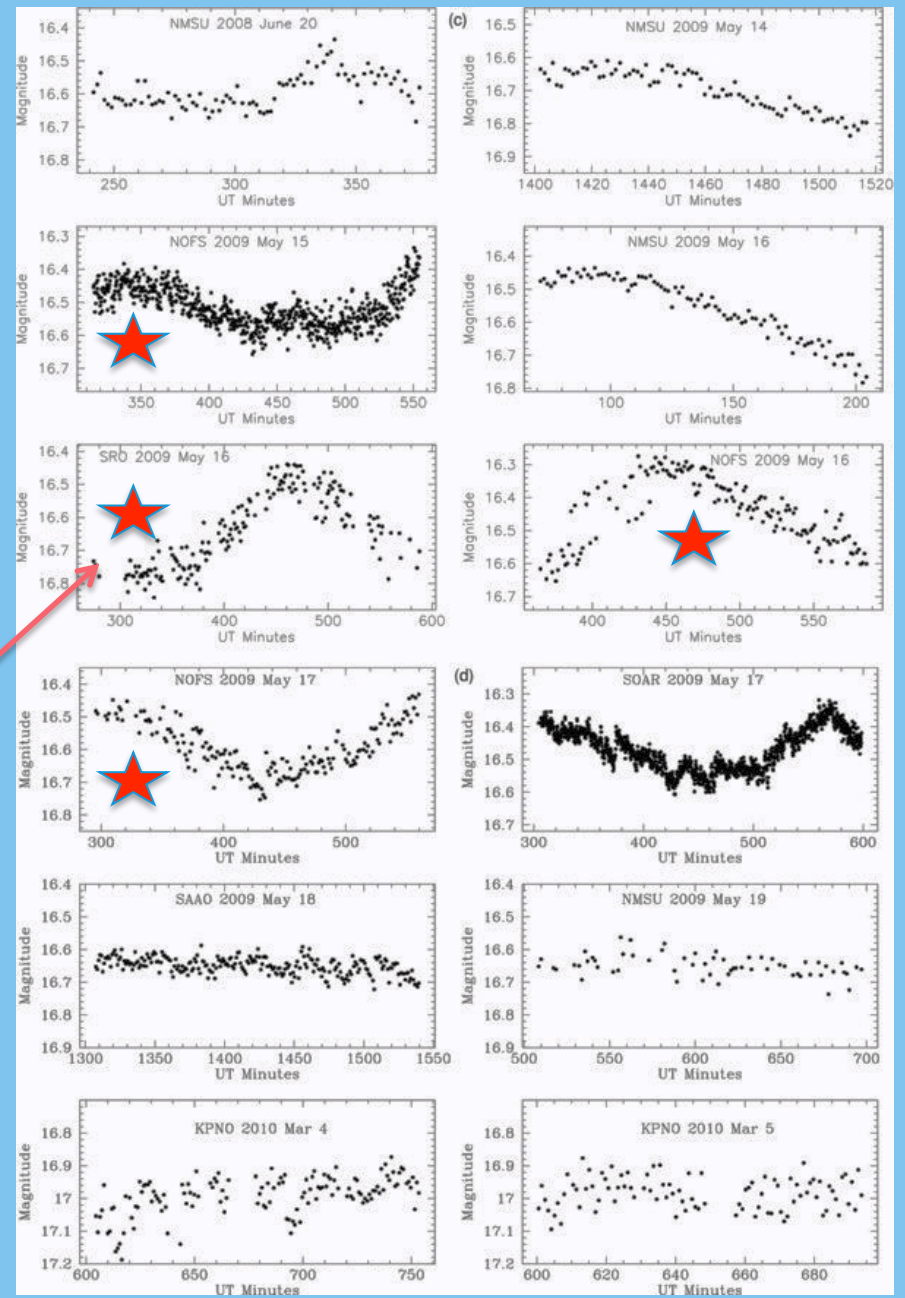 NMSU 2008 June 20
Magnitude
16.4
16.5
16.6
16.7
16.8
250 300 350
UT Minutes
(c)
NMSU 2009 May 14
Magnitude
16.5
16.6
16.7
16.8
16.9
1400 1420 1440 1460 1480 1500 1520
UT Minutes
NOFS 2009 May 15
Magnitude
16.3
16.4
16.5
16.6
16.7
350 400 450 500 550
UT Minutes
NMSU 2009 May 16
Magnitude
16.4
16.5
16.6
16.7
16.8
100 150 200
UT Minutes
SRO 2009 May 16
Magnitude
16.4
16.5
16.6
16.7
16.8
300 400 500 600
UT Minutes
NOFS 2009 May 16
Magnitude
16.3
16.4
16.5
16.6
16.7
400 450 500 550
UT Minutes
NOFS 2009 May 17
Magnitude
16.4
16.5
16.6
16.7
16.8
300 400 500
UT Minutes
(d)
SOAR 2009 May 17
Magnitude
16.3
16.4
16.5
16.6
16.7
300 400 500 600
UT Minutes
SAAO 2009 May 18
Magnitude
16.4
16.5
16.6
16.7
16.8
16.9
1300 1350 1400 1450 1500 1550
UT Minutes
NMSU 2009 May 19
Magnitude
16.4
16.5
16.6
16.7
16.8
16.9
500 550 600 650 700
UT Minutes
KPNO 2010 Mar 4
Magnitude
16.8
16.9
17
17.1
17.2
600 650 700 750
UT Minutes
KPNO 2010 Mar 5
Magnitude
16.8
16.9
17
17.1
17.2
600 620 640 660 680
UT Minutes